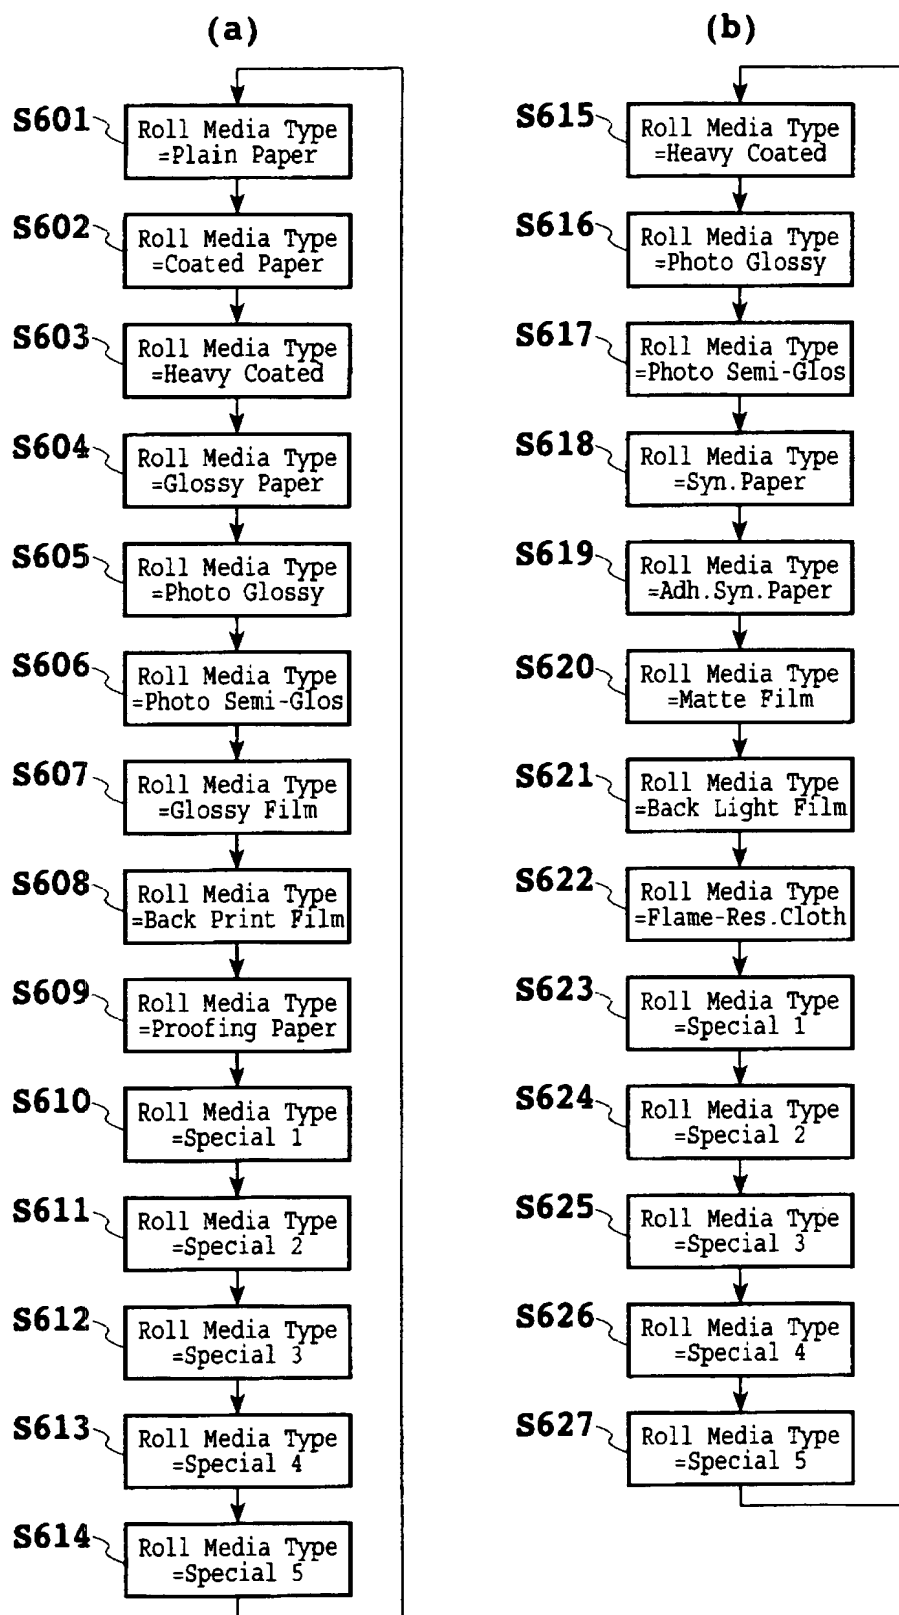 (a)
S601
Roll Media Type
=Plain Paper
S602
Roll Media Type
=Coated Paper
S603
Roll Media Type
=Heavy Coated
S604
Roll Media Type
=Glossy Paper
S605
Roll Media Type
=Photo Glossy
S606
Roll Media Type
=Photo Semi-Glos
S607
Roll Media Type
=Glossy Film
S608
Roll Media Type
=Back Print Film
S609
Roll Media Type
=Proofing Paper
S610
Roll Media Type
=Special 1
S611
Roll Media Type
=Special 2
S612
Roll Media Type
=Special 3
S613
Roll Media Type
=Special 4
S614
Roll Media Type
=Special 5
(b)
S615
Roll Media Type
=Heavy Coated
S616
Roll Media Type
=Photo Glossy
S617
Roll Media Type
=Photo Semi-Glos
S618
Roll Media Type
=Syn.Paper
S619
Roll Media Type
=Adh.Syn.Paper
S620
Roll Media Type
=Matte Film
S621
Roll Media Type
=Back Light Film
S622
Roll Media Type
=Flame-Res.Cloth
S623
Roll Media Type
=Special 1
S624
Roll Media Type
=Special 2
S625
Roll Media Type
=Special 3
S626
Roll Media Type
=Special 4
S627
Roll Media Type
=Special 5